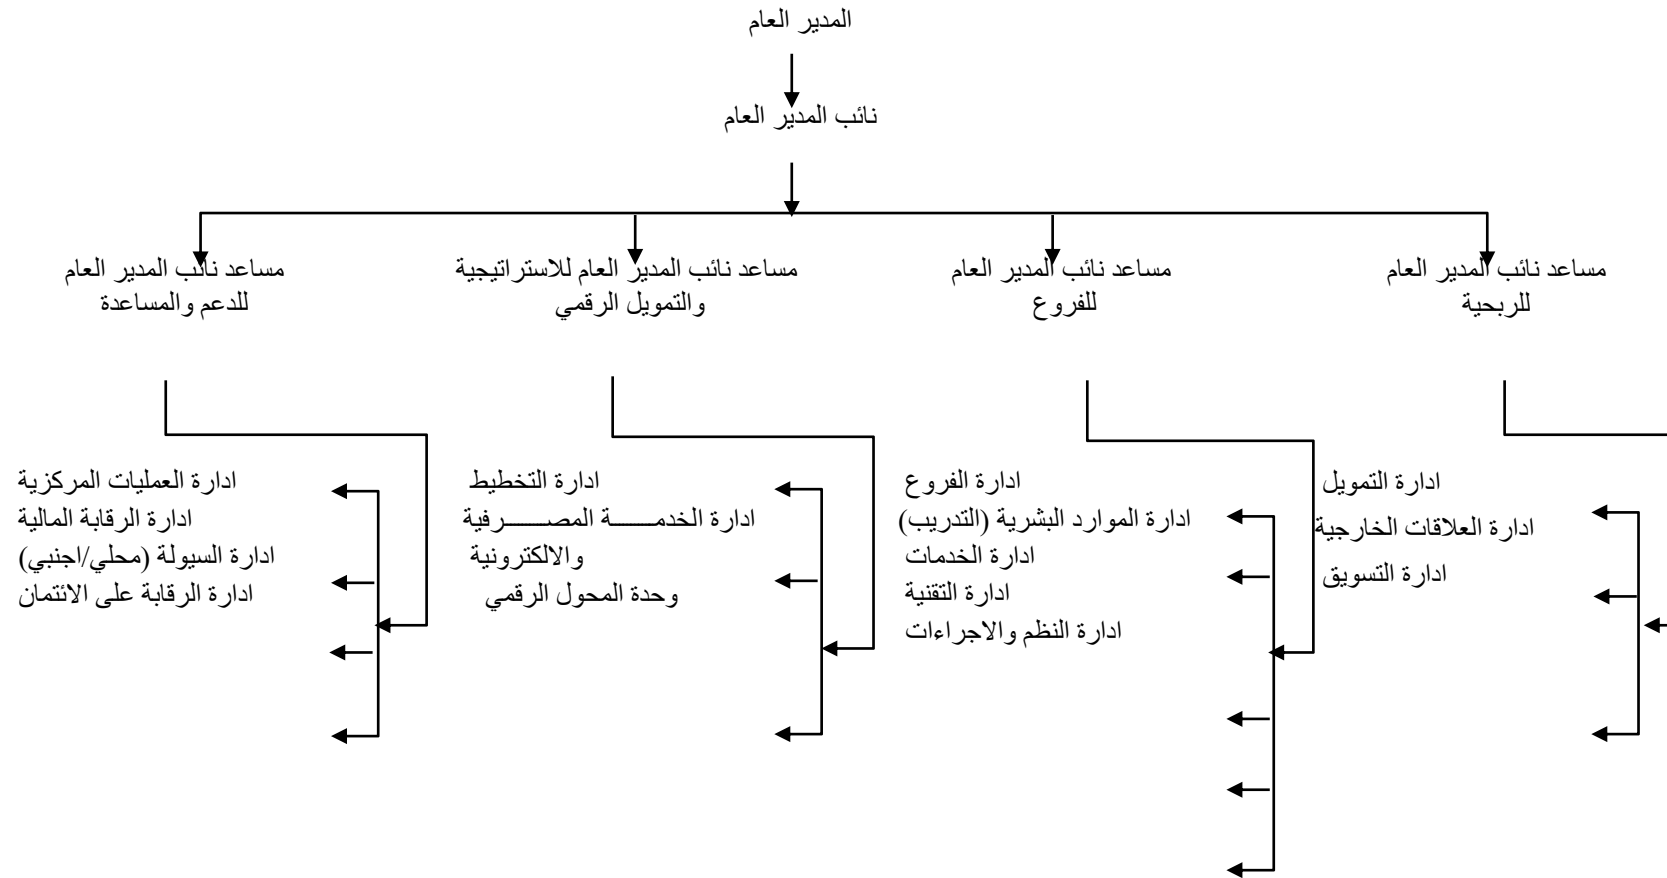 المدير العام
نائب المدير العام
مساعد نائب المدير العام
للربحية
مساعد نائب المدير العام
للفروع
مساعد نائب المدير العام للاستراتيجية
والتمويل الرقمي
مساعد نائب المدير العام
للدعم والمساعدة
ادارة التمويل
ادارة العلاقات الخارجية
ادارة التسويق
ادارة الفروع
ادارة الموارد البشرية (التدريب)
ادارة الخدمات
ادارة التقنية
ادارة النظم والاجراءات
ادارة التخطيط
ادارة الخدمـــــة المصـــــرفية
والالكترونية
وحدة المحول الرقمي
ادارة العمليات المركزية
ادارة الرقابة المالية
ادارة السيولة (محلي/اجنبي)
ادارة الرقابة على الائتمان